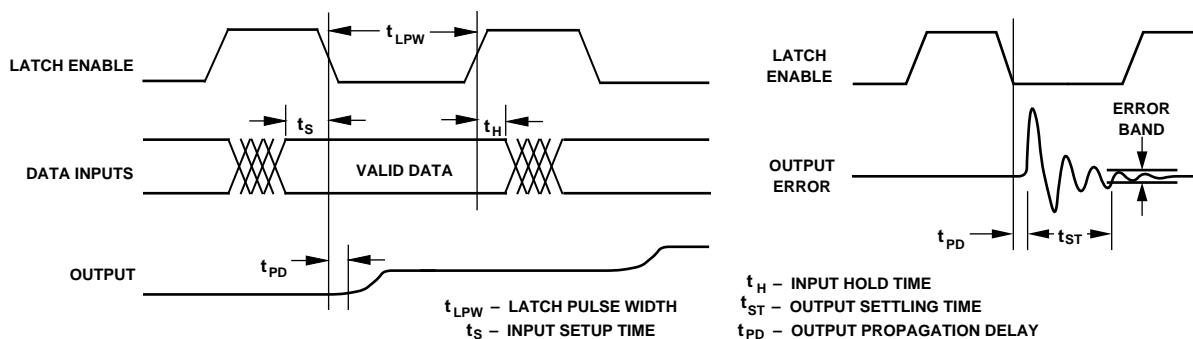 LATCH ENABLE
t LPW
t S
t H
DATA INPUTS
VALID DATA
OUTPUT
t PD
t LPW – LATCH PULSE WIDTH
t S – INPUT SETUP TIME
LATCH
ENABLE
ERROR
BAND
OUTPUT
ERROR
t PD
t ST
t H – INPUT HOLD TIME
t ST – OUTPUT SETTLING TIME
t PD – OUTPUT PROPAGATION DELAY